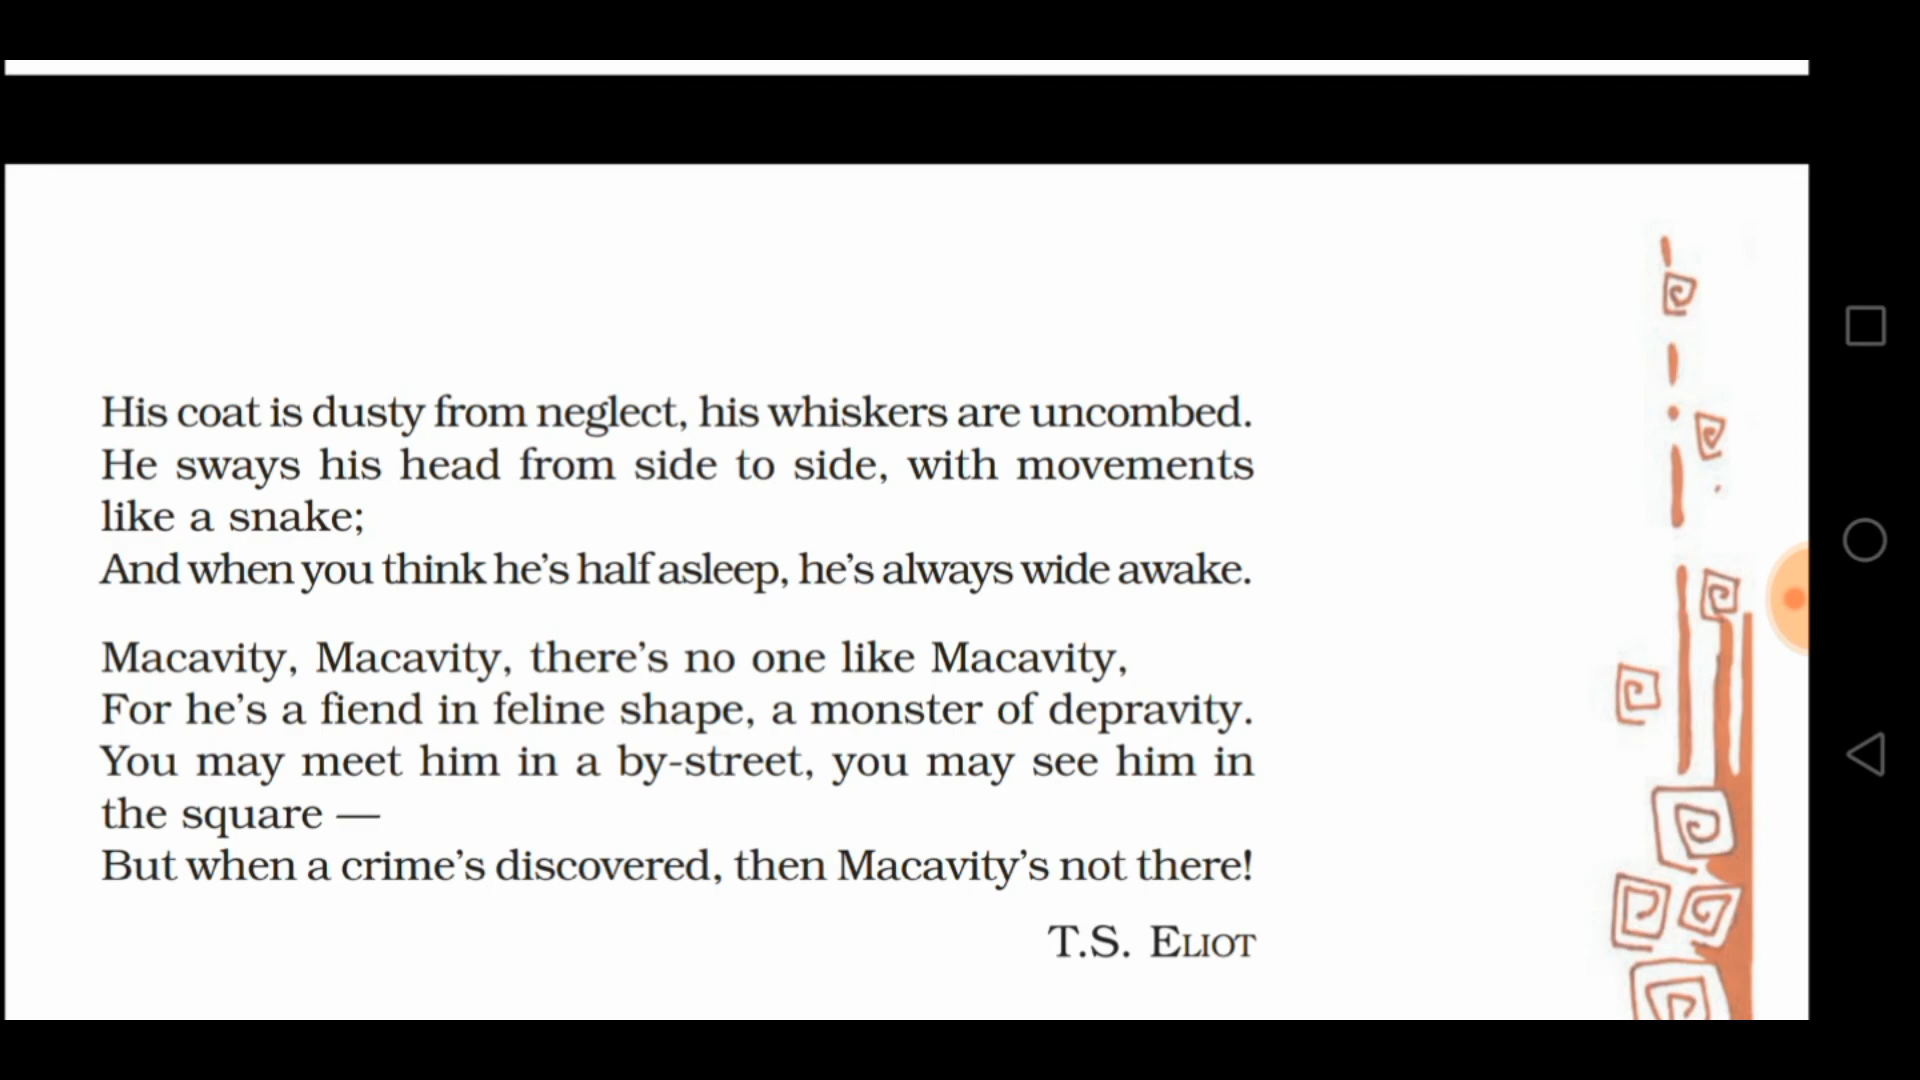 His coat is dusty from neglect, his whiskers are uncombed.
He sways his head from side to side, with movements
like a snake;
And when you think he's half asleep, he's always wide awake.
Macavity, Macavity, there's no one like Macavity,
For he's a fiend in feline shape, a monster of depravity.
You may meet him in a by-street, you may see him in
the square —
But when a crime's discovered, then Macavity's not there!
T.S. ELIOT